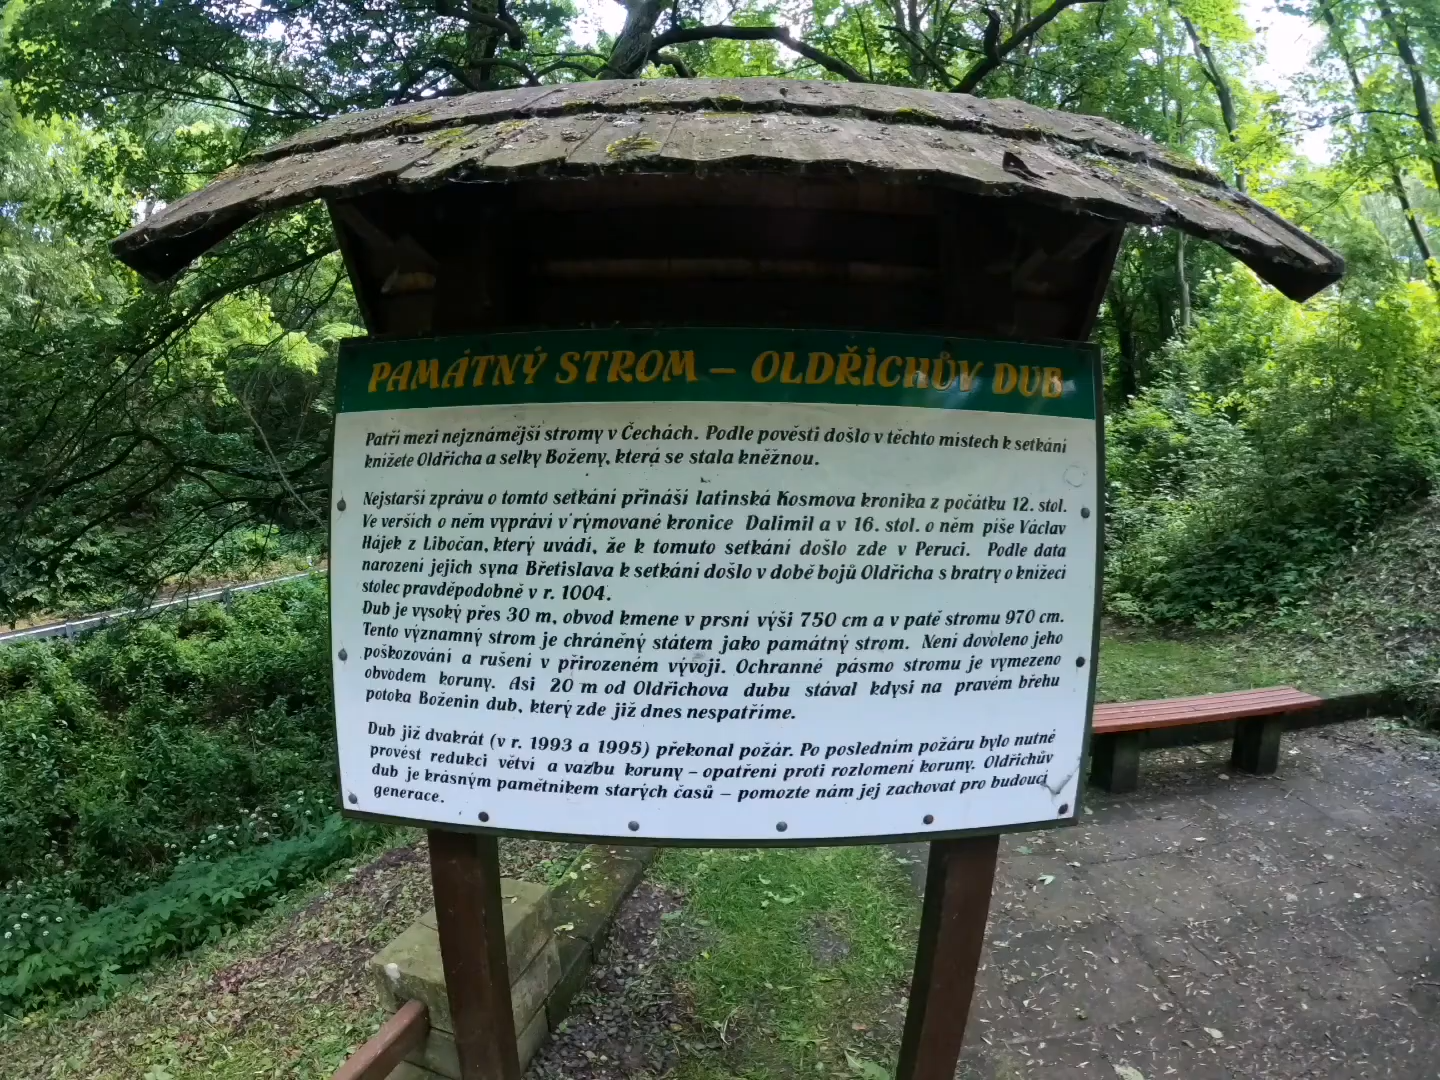 PAMÁTNÝ STROM – OLDŘICHŮV DUB
Patří mezi nejznámější stromy v Čechách. Podle pověsti došlo v těchto místech k setkání
knížete Oldřicha a selky Boženy, která se stala kněžnou.
Nejstarší zprávu o tomto setkání přináší latinská Kosmova kronika z počátku 12. stol.
Ve verších o něm vypráví v rýmované kronice Dalimil a v 16. stol. o něm píše Václav
Hájek z Libočan, který uvádí, že k tomuto setkání došlo zde v Peruci. Podle data
narození jejich syna Břetislava k setkání došlo v době bojů Oldřicha s bratry o knížecí
stolec pravděpodobně v r. 1004.
Dub je vysoký přes 30 m, obvod kmene v prsní výši 750 cm a v patě stromu 970 cm.
Tento významný strom je chráněný státem jako památný strom. Není dovoleno jeho
poškozování a rušení v přirozeném vývoji. Ochranné pásmo stromu je vymezeno
obvodem koruny. Asi 20 m od Oldřichova dubu stával kdysi na pravém břehu
potoka Boženin dub, který zde již dnes nespatříme.
Dub již dvakrát (v r. 1993 a 1995) překonal požár. Po posledním požáru bylo nutné
provést redukci větví a vazbu koruny – opatření proti rozlomení koruny. Oldřichův
dub je krásným pamětníkem starých časů – pomozte nám jej zachovat pro budoucí
generace.